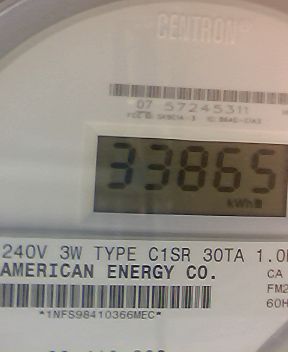 CENTRON®
07 57245311
33865
kWh
240V 3W TYPE C1SR 30TA 1.0
AMERICAN ENERGY CO.
CA
FM2
60H
*1NFS98410366MEC*